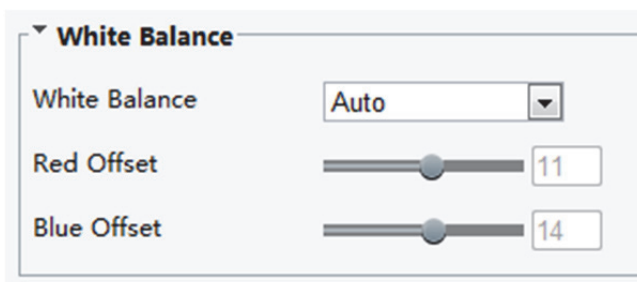 White Balance
White Balance Auto
Red Offset 11
Blue Offset 14